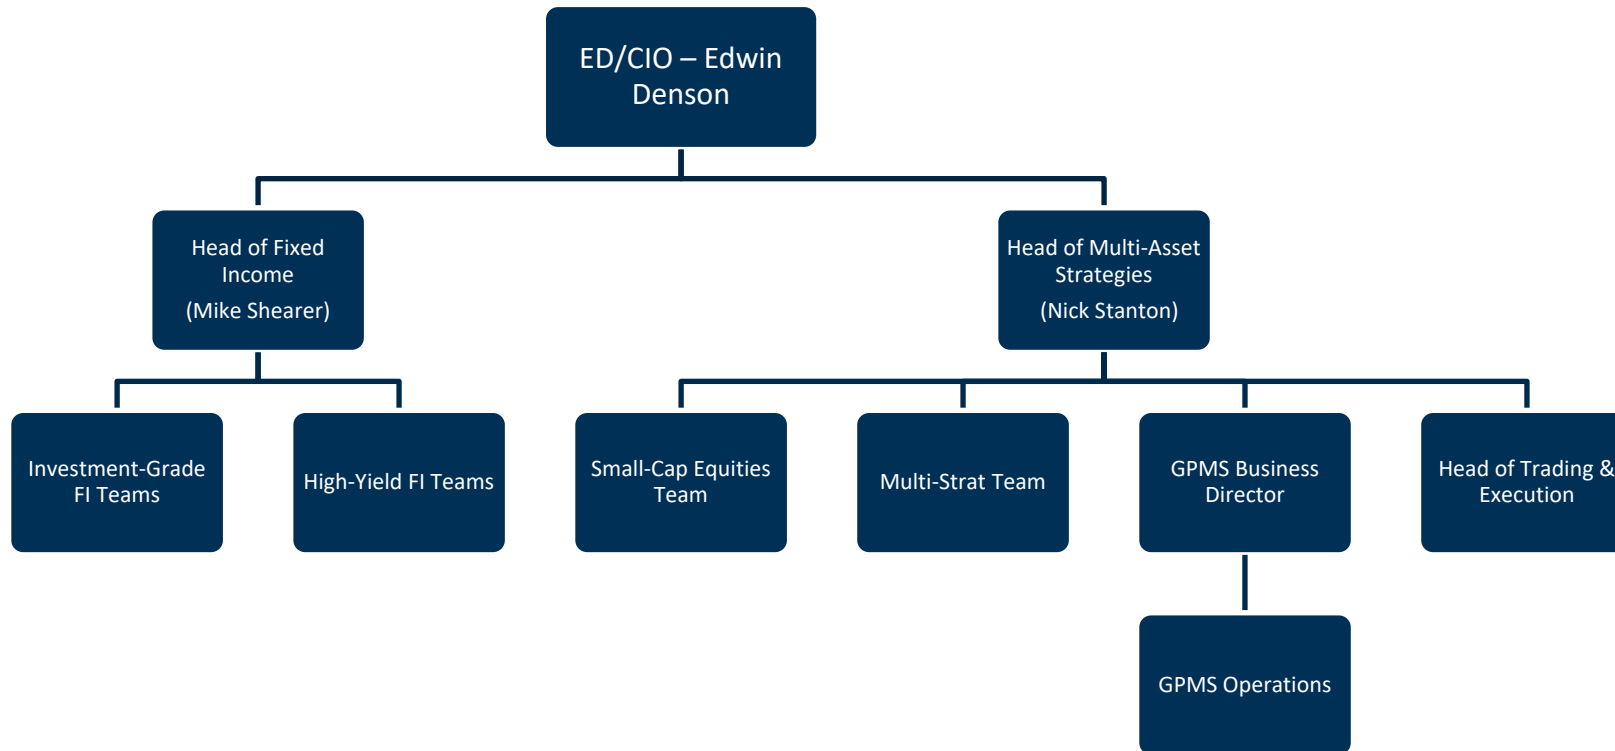 ED/CIO – Edwin
Denson
Head of Fixed
Income
(Mike Shearer)
Head of Multi-Asset
Strategies
(Nick Stanton)
Investment-Grade
FI Teams
High-Yield FI Teams
Small-Cap Equities
Team
Multi-Strat Team
GPMS Business
Director
Head of Trading &
Execution
GPMS Operations